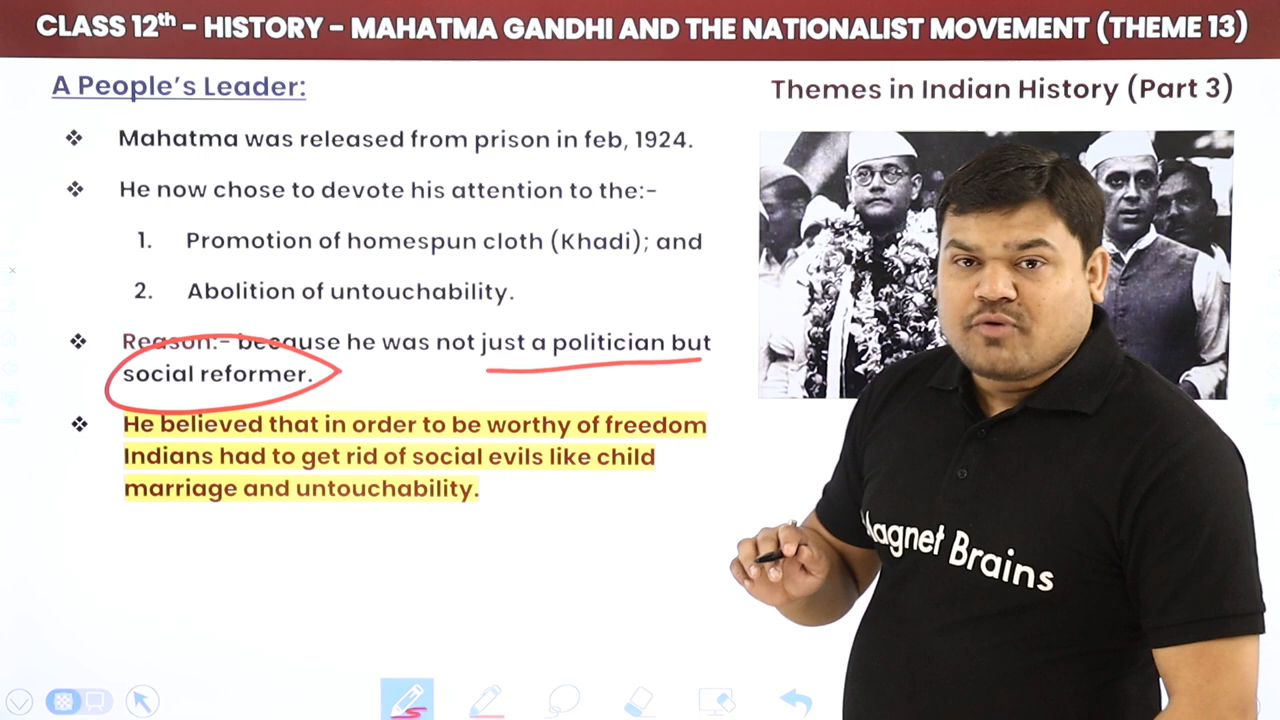 CLASS 12th - HISTORY - MAHATMA GANDHI AND THE NATIONALIST MOVEMENT (THEME 13)
A People's Leader:
Themes in Indian History (Part 3)
❖ Mahatma was released from prison in feb, 1924.
❖ He now chose to devote his attention to the:-
1. Promotion of homespun cloth (Khadi); and
2. Abolition of untouchability.
❖ Reason:- because he was not just a politician but
social reformer.
❖ He believed that in order to be worthy of freedom
Indians had to get rid of social evils like child
marriage and untouchability.
Magnet Brains